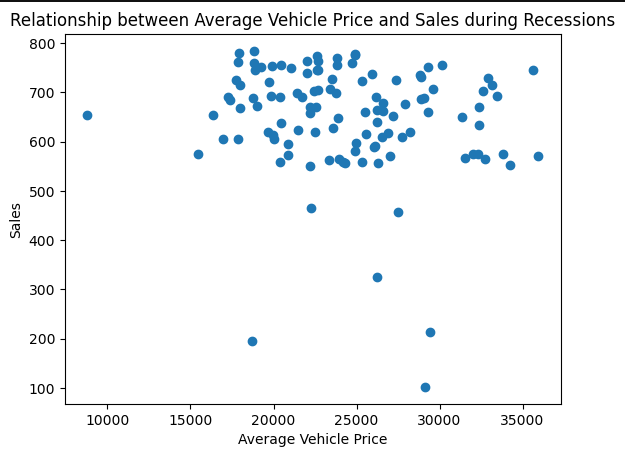 Relationship between Average Vehicle Price and Sales during Recessions
800
700
600
500
400
300
200
100
Sales
10000 15000 20000 25000 30000 35000
Average Vehicle Price